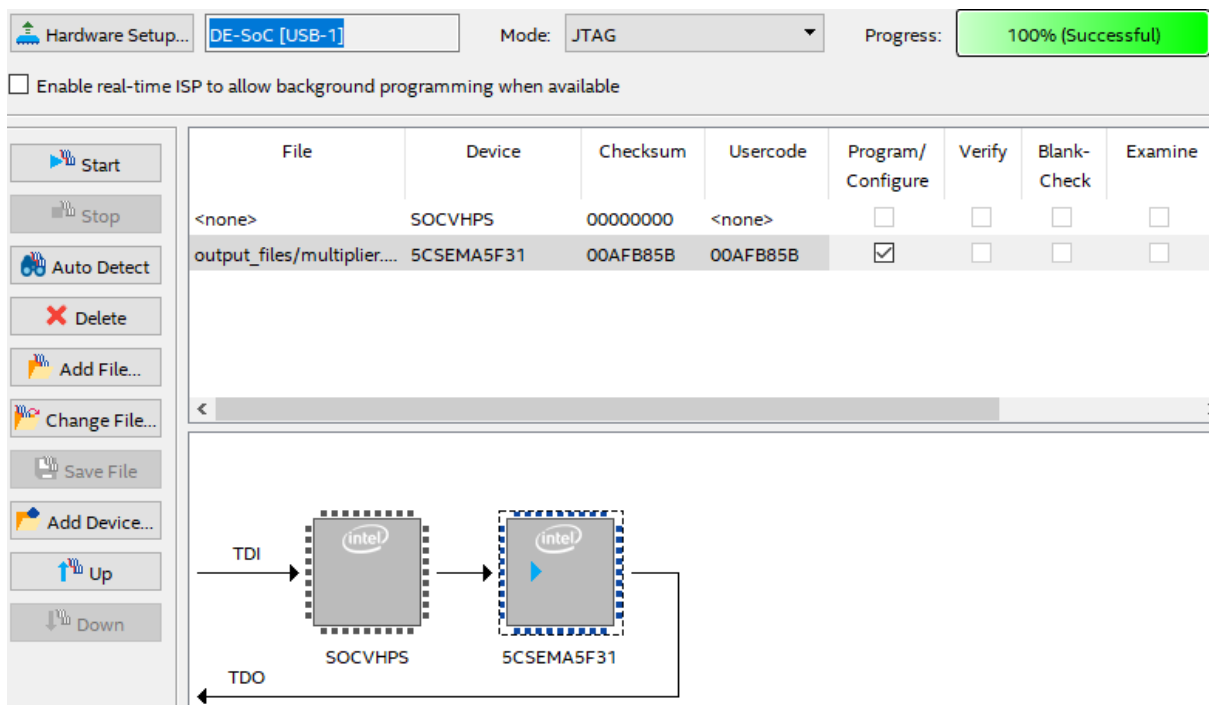 Hardware Setup... DE-SoC [USB-1] Mode: JTAG Progress: 100% (Successful)
Enable real-time ISP to allow background programming when available
Start
Stop
Auto Detect
Delete
Add File...
Change File...
Save File
Add Device...
Up
Down
File Device Checksum Usercode Program/ Verify Blank- Examine
Configure Check
<none> SOCVHPS 00000000 <none>
output_files/multiplier.... 5CSEMA5F31 00AFB85B 00AFB85B
intel intel
TDI
SOCVHPS 5CSEMA5F31
TDO